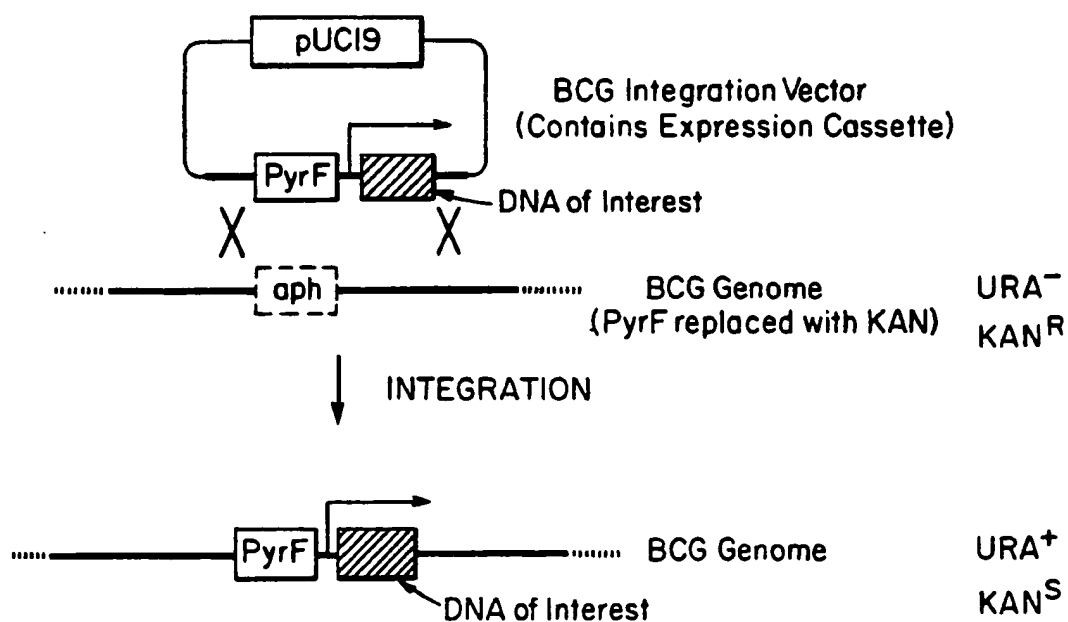 pUC19
BCG Integration Vector
(Contains Expression Cassette)
PyrF
DNA of Interest
X X
aph
BCG Genome
(PyrF replaced with KAN)
URA⁻
KANᴿ
INTEGRATION
PyrF
BCG Genome
URA⁺
KANˢ
DNA of Interest